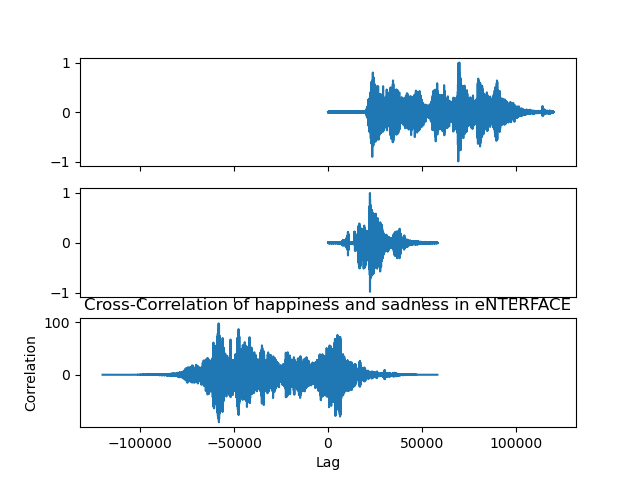 1
0
−1
1
0
−1
Cross-Correlation of happiness and sadness in eNTERFACE
100
0
Correlation
−100000 −50000 0 50000 100000
Lag